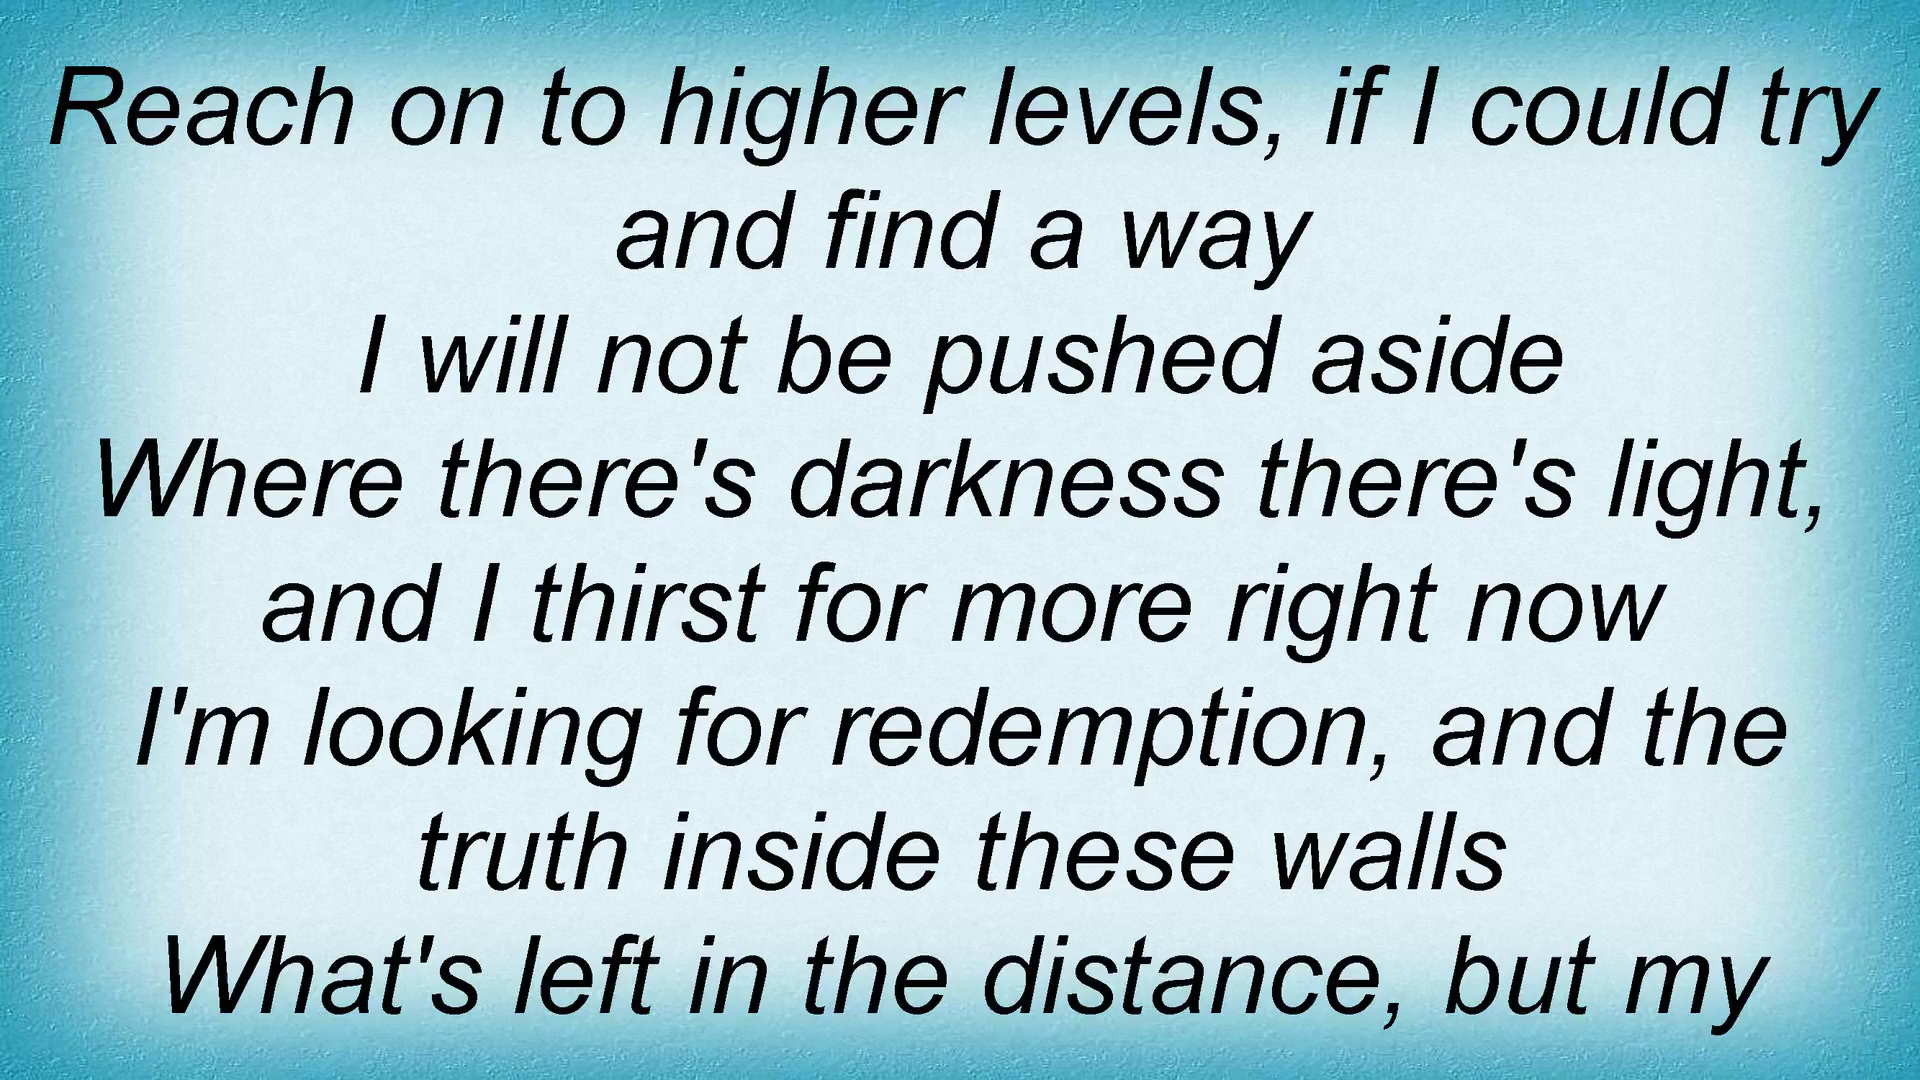 Reach on to higher levels, if I could try
and find a way
I will not be pushed aside
Where there's darkness there's light,
and I thirst for more right now
I'm looking for redemption, and the
truth inside these walls
What's left in the distance, but my